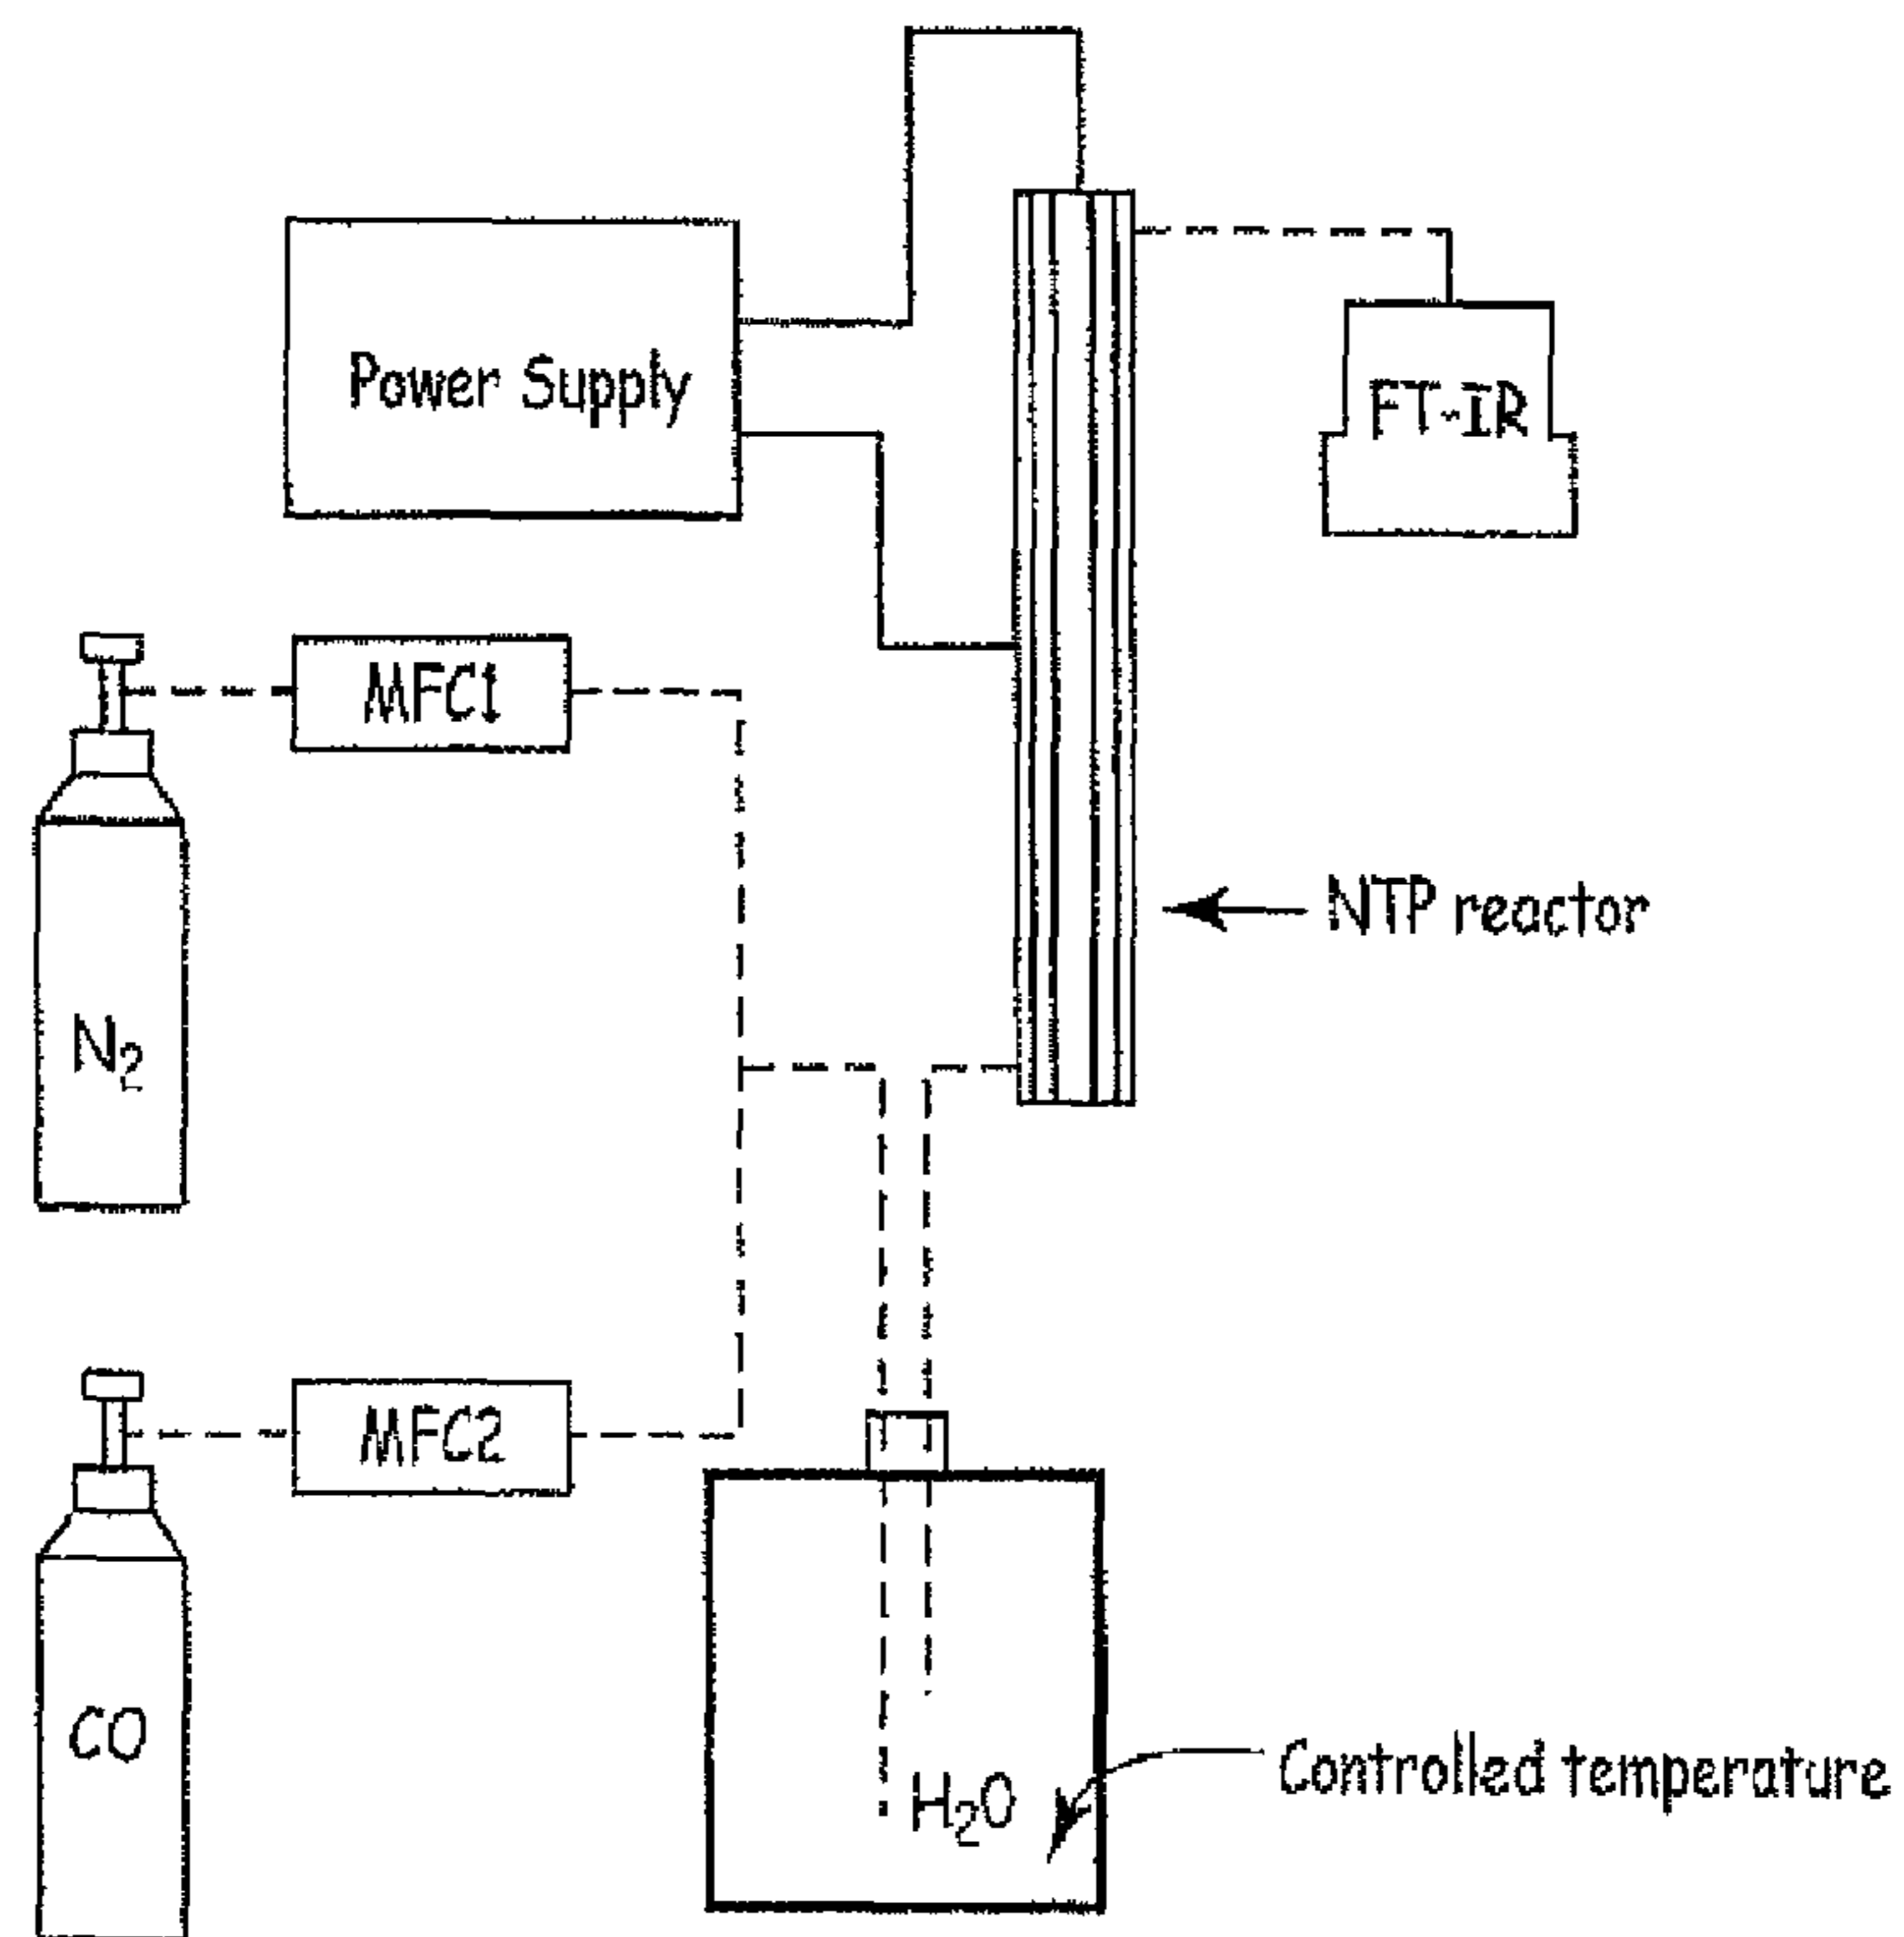 Power Supply
FT-IR
MFC1
NTP reactor
N₂
MFC2
CO
H₂O
Controlled temperature